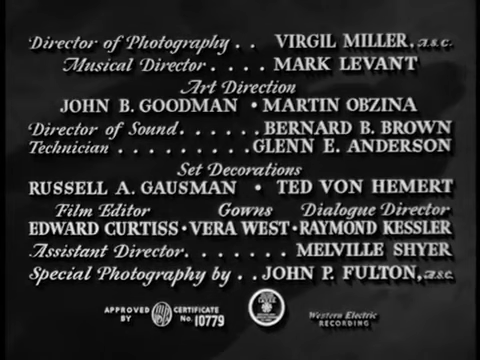 Director of Photography . . VIRGIL MILLER, A.S.C.
Musical Director . . . . MARK LEVANT
Art Direction
JOHN B. GOODMAN • MARTIN OBZINA
Director of Sound . . . . . . BERNARD B. BROWN
Technician . . . . . . . . . GLENN E. ANDERSON
Set Decorations
RUSSELL A. GAUSMAN • TED VON HEMERT
Film Editor Gowns Dialogue Director
EDWARD CURTISS • VERA WEST • RAYMOND KESSLER
Assistant Director . . . . . . . MELVILLE SHYER
Special Photography by . . JOHN P. FULTON, A.S.C.
APPROVED BY CERTIFICATE No. 10779
Western Electric
RECORDING